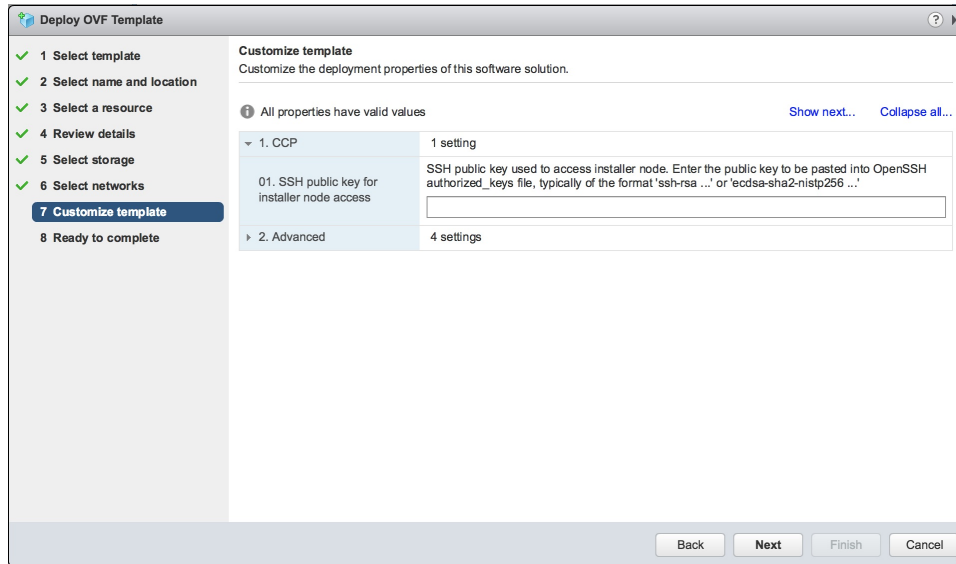 Deploy OVF Template
?
1 Select template
2 Select name and location
3 Select a resource
4 Review details
5 Select storage
6 Select networks
7 Customize template
8 Ready to complete
Customize template
Customize the deployment properties of this software solution.
All properties have valid values
Show next...
Collapse all...
1. CCP
1 setting
01. SSH public key for
installer node access
SSH public key used to access installer node. Enter the public key to be pasted into OpenSSH
authorized_keys file, typically of the format 'ssh-rsa ...' or 'ecdsa-sha2-nistp256 ...'
2. Advanced
4 settings
Back
Next
Finish
Cancel